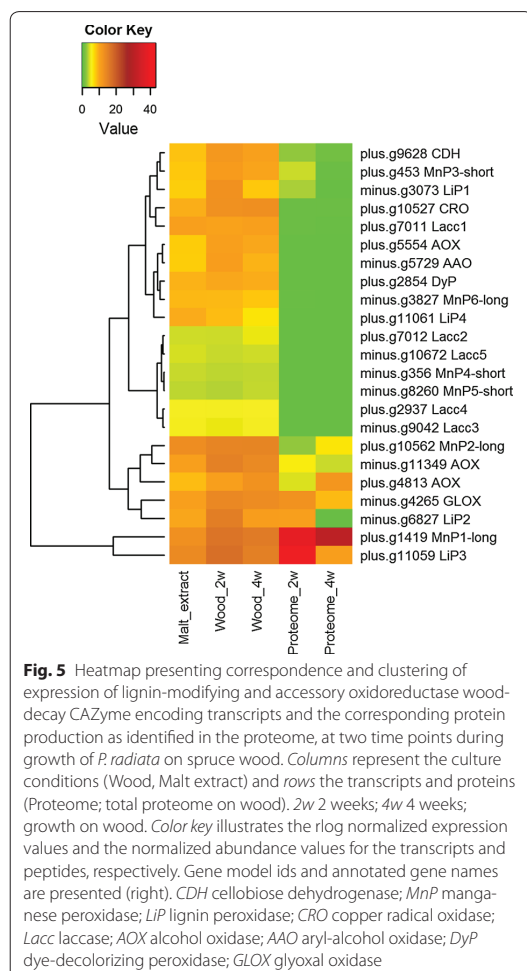 Color Key
0 20 40
Value
plus.g9628 CDH
plus.g453 MnP3-short
minus.g3073 LiP1
plus.g10527 CRO
plus.g7011 Lacc1
plus.g5554 AOX
minus.g5729 AAO
plus.g2854 DyP
minus.g3827 MnP6-long
plus.g11061 LiP4
plus.g7012 Lacc2
minus.g10672 Lacc5
minus.g356 MnP4-short
minus.g8260 MnP5-short
plus.g2937 Lacc4
minus.g9042 Lacc3
plus.g10562 MnP2-long
minus.g11349 AOX
plus.g4813 AOX
minus.g4265 GLOX
minus.g6827 LiP2
plus.g1419 MnP1-long
plus.g11059 LiP3
Malt_extract
Wood_2w
Wood_4w
Proteome_2w
Proteome_4w
Fig. 5 Heatmap presenting correspondence and clustering of
expression of lignin-modifying and accessory oxidoreductase wood-
decay CAZyme encoding transcripts and the corresponding protein
production as identified in the proteome, at two time points during
growth of P. radiata on spruce wood. Columns represent the culture
conditions (Wood, Malt extract) and rows the transcripts and proteins
(Proteome; total proteome on wood). 2w 2 weeks; 4w 4 weeks;
growth on wood. Color key illustrates the rlog normalized expression
values and the normalized abundance values for the transcripts and
peptides, respectively. Gene model ids and annotated gene names
are presented (right). CDH cellobiose dehydrogenase; MnP manga-
nese peroxidase; LiP lignin peroxidase; CRO copper radical oxidase;
Lacc laccase; AOX alcohol oxidase; AAO aryl-alcohol oxidase; DyP
dye-decolorizing peroxidase; GLOX glyoxal oxidase